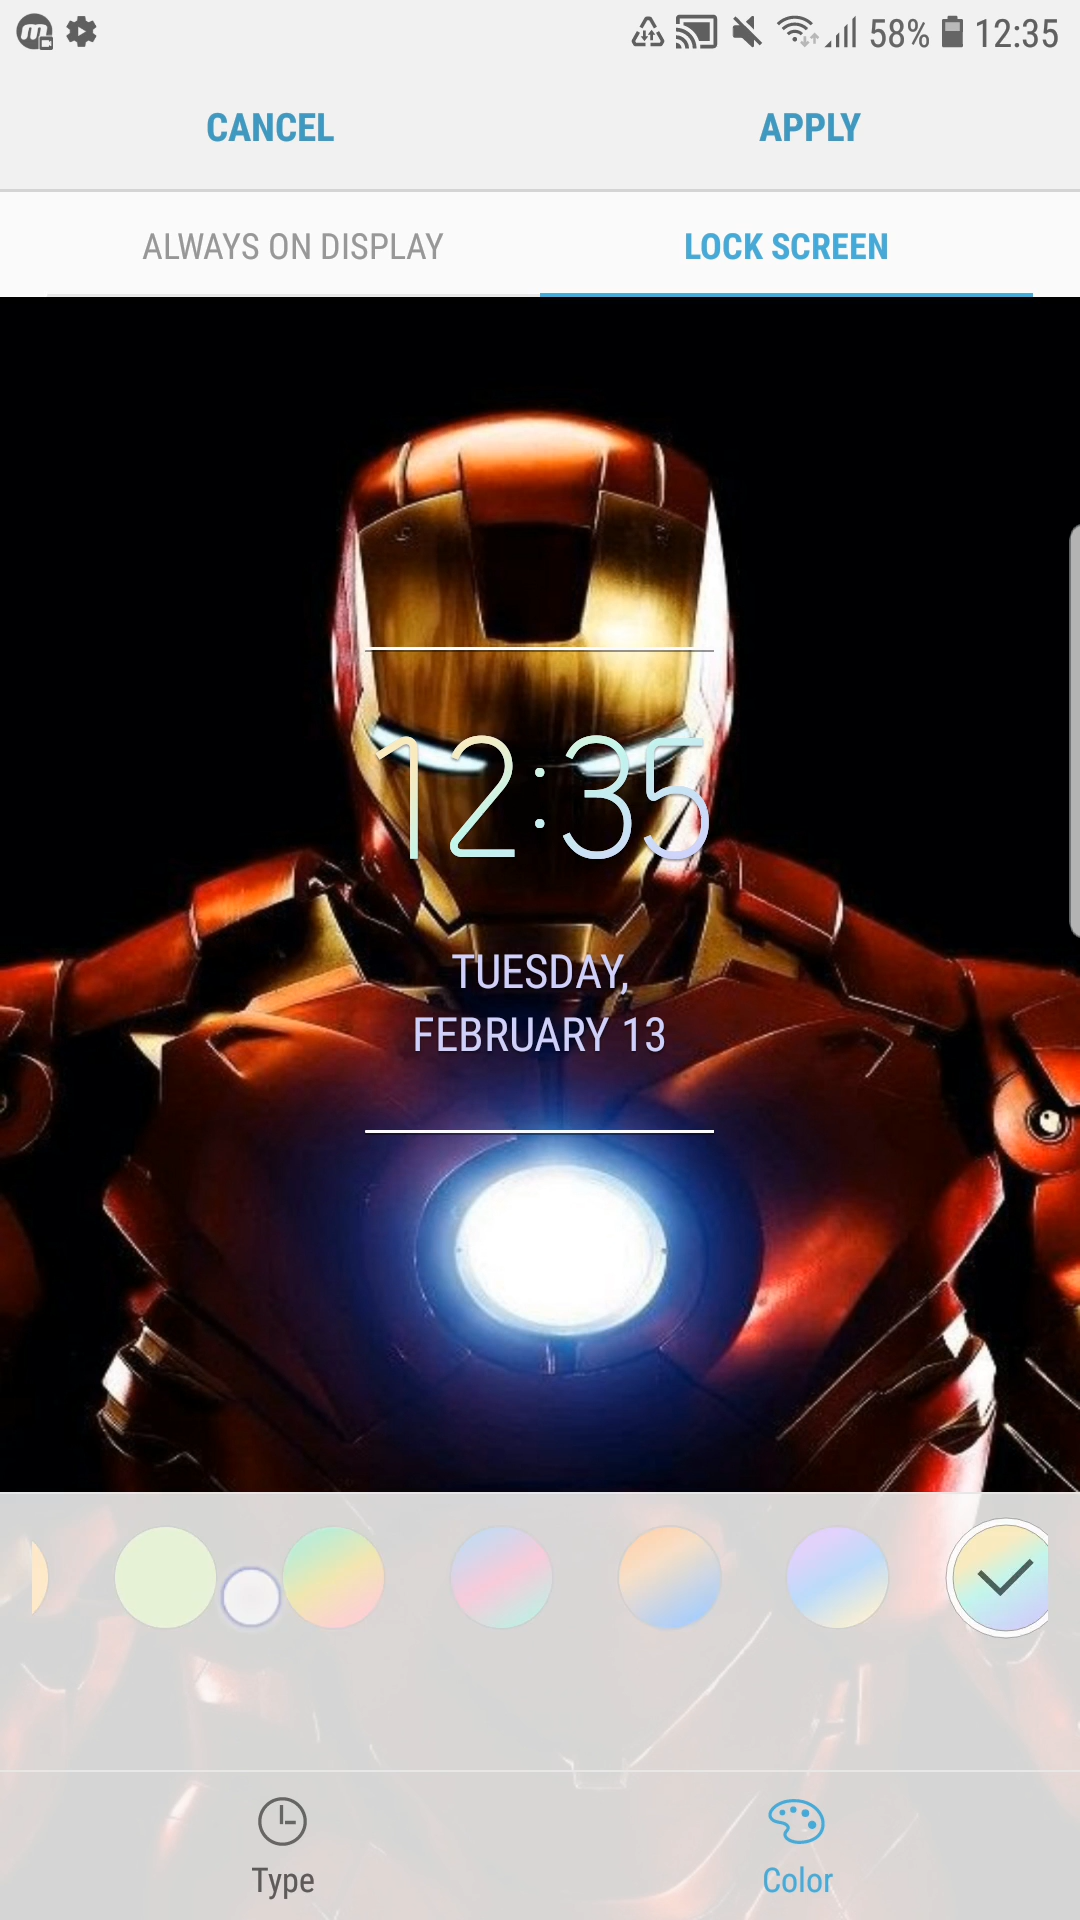 58% 12:35
CANCEL APPLY
ALWAYS ON DISPLAY LOCK SCREEN
12:35
TUESDAY,
FEBRUARY 13
Type Color